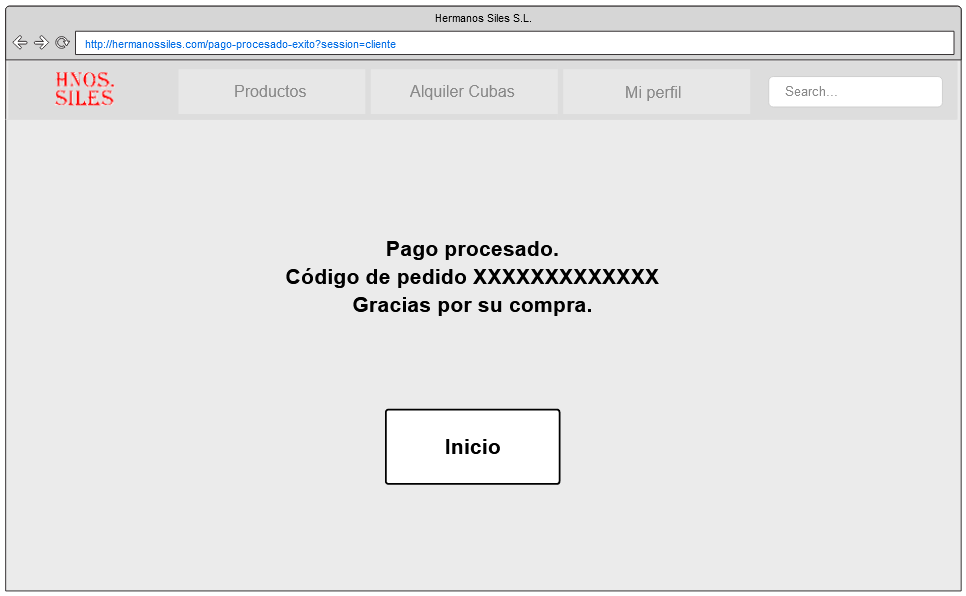 Hermanos Siles S.L.
http://hermanossiles.com/pago-procesado-exito?session=cliente
HNOS.
SILES
Productos
Alquiler Cubas
Mi perfil
Search...
Pago procesado.
Código de pedido XXXXXXXXXXXXX
Gracias por su compra.
Inicio